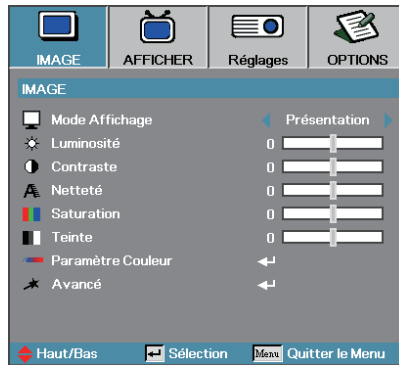 IMAGE AFFICHER Réglages OPTIONS
IMAGE
Mode Affichage Présentation
Luminosité 0
Contraste 0
Netteté 0
Saturation 0
Teinte 0
Paramètre Couleur
Avancé
Haut/Bas Sélection Menu Quitter le Menu